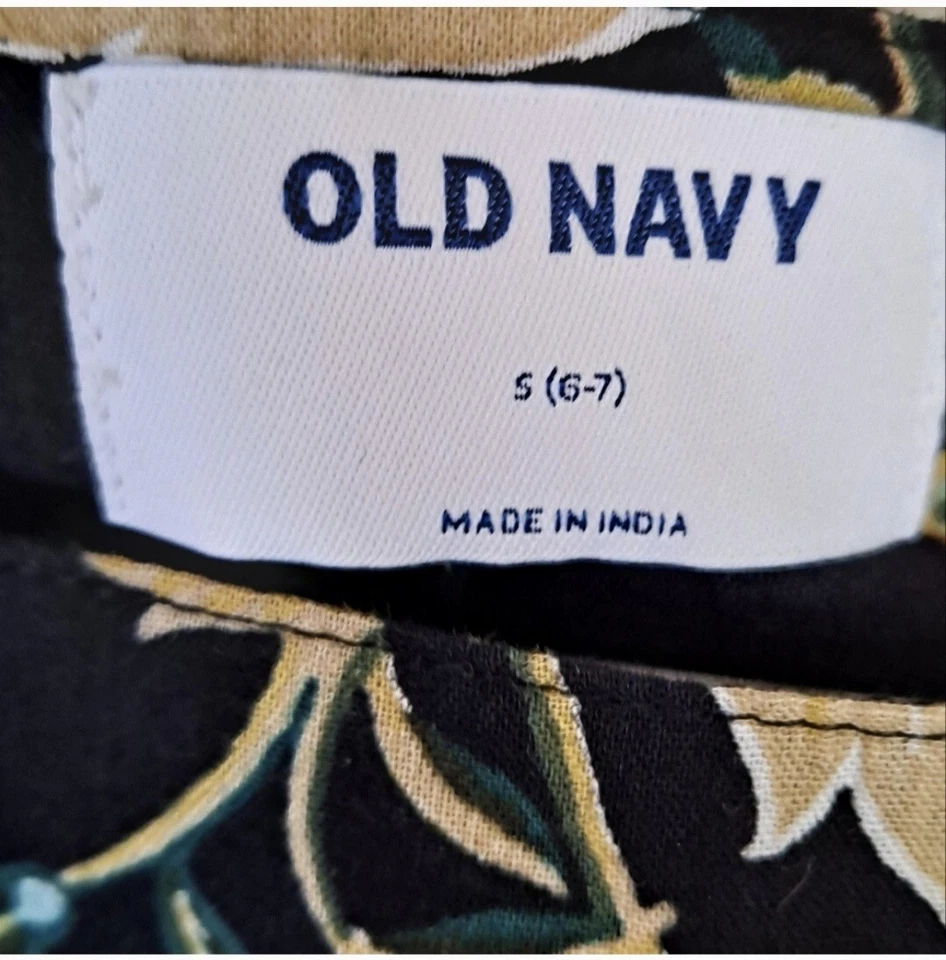 OLD NAVY
S (6-7)
MADE IN INDIA